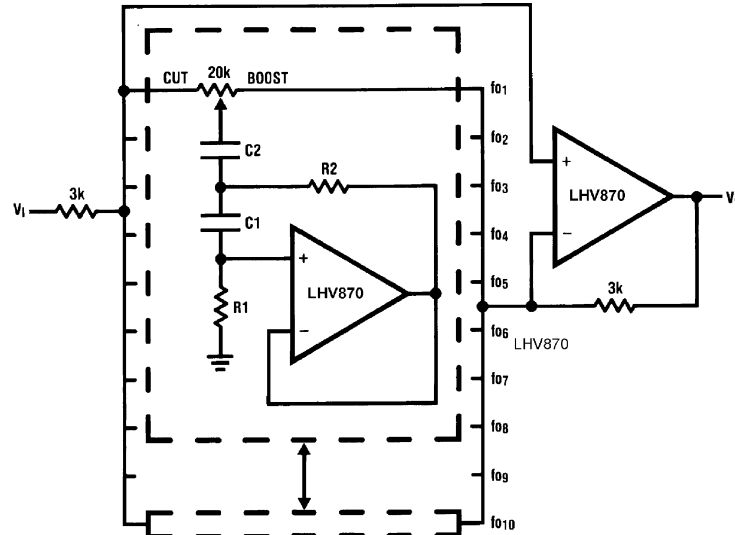 CUT 20k BOOST fo1
C2
fo2
R2
fo3
3k
VI
C1
fo4
+
LHV870
−
V
+
LHV870
−
R1
fo5
3k
fo6
LHV870
fo7
fo8
fo9
fo10